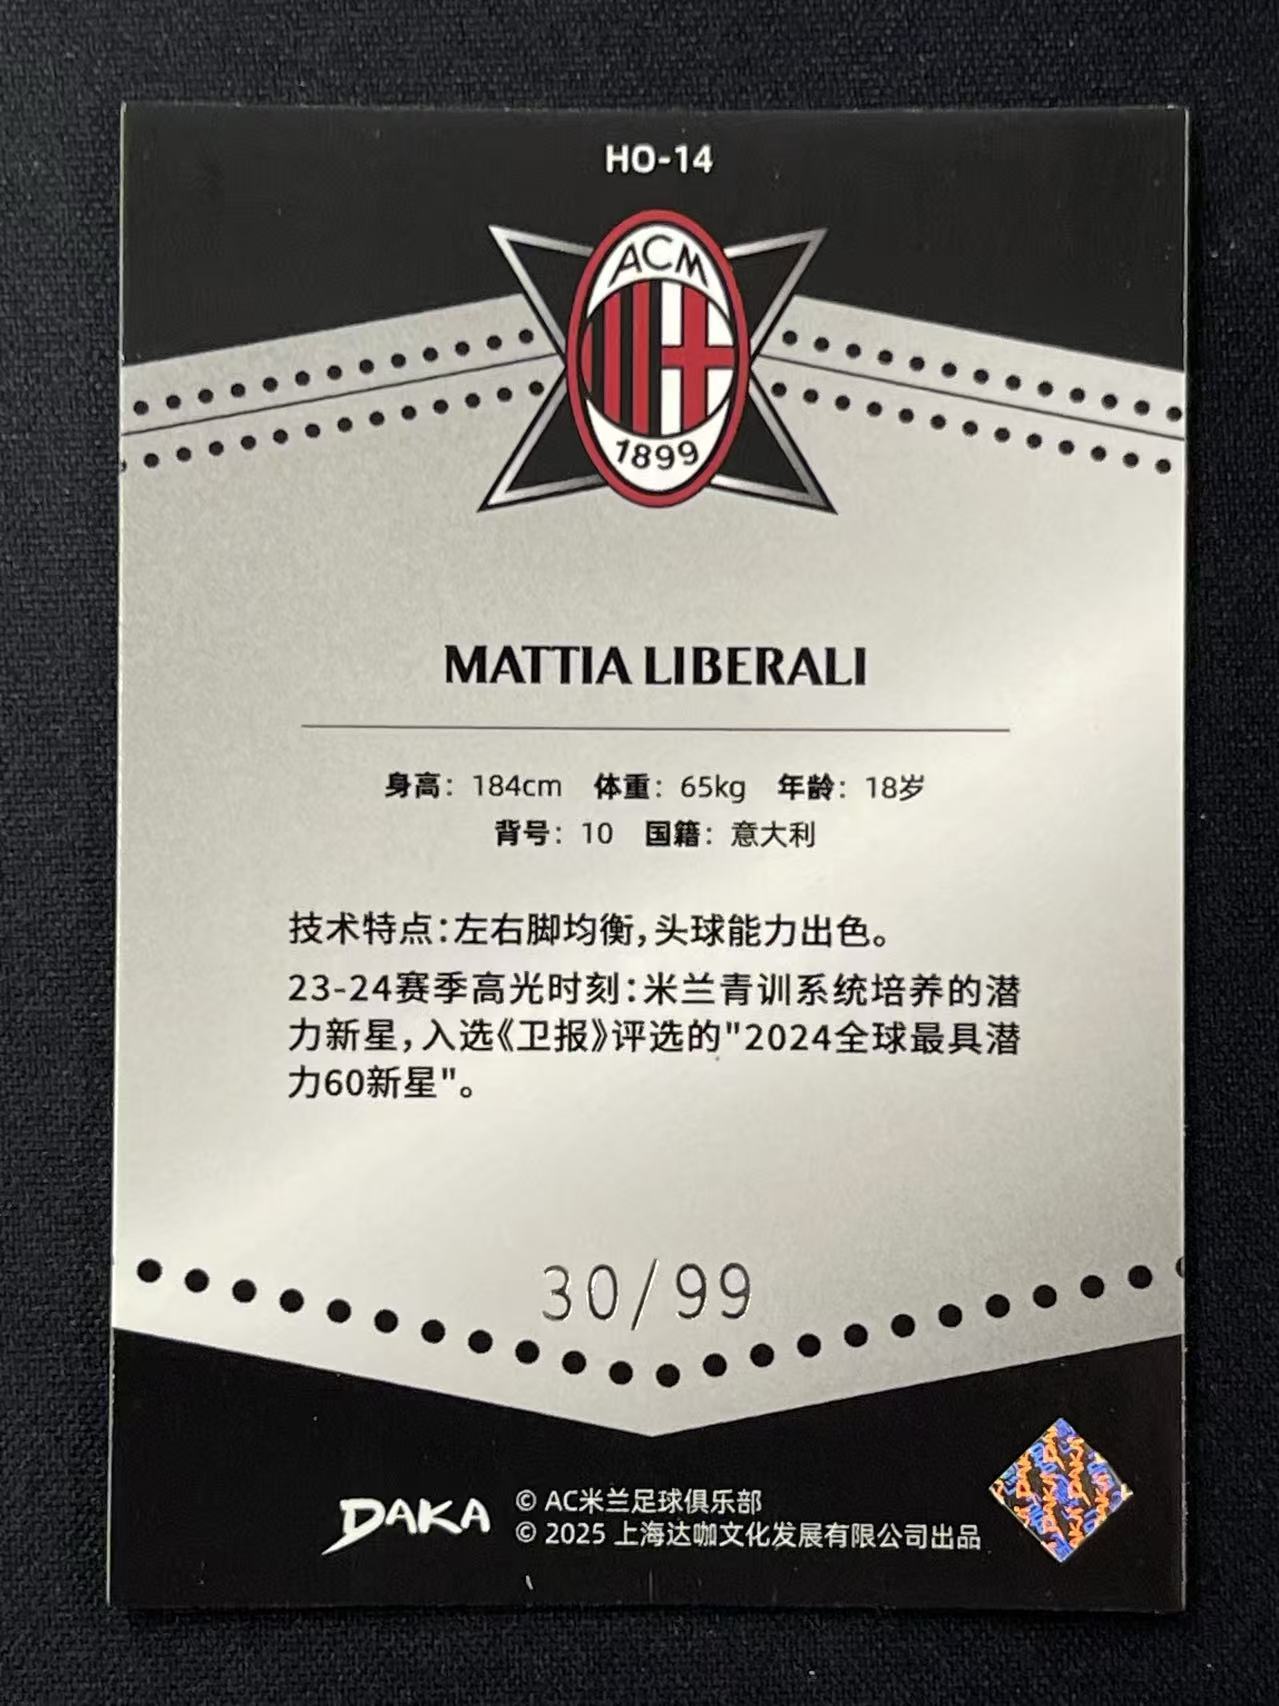 HO-14
ACM
1899
MATTIA LIBERALI
身高：184cm 体重：65kg 年龄：18岁
背号：10 国籍：意大利
技术特点：左右脚均衡，头球能力出色。
23-24赛季高光时刻：米兰青训系统培养的潜
力新星，入选《卫报》评选的"2024全球最具潜
力60新星"。
30/99
DAKA
© AC米兰足球俱乐部
© 2025 上海达咖文化发展有限公司出品